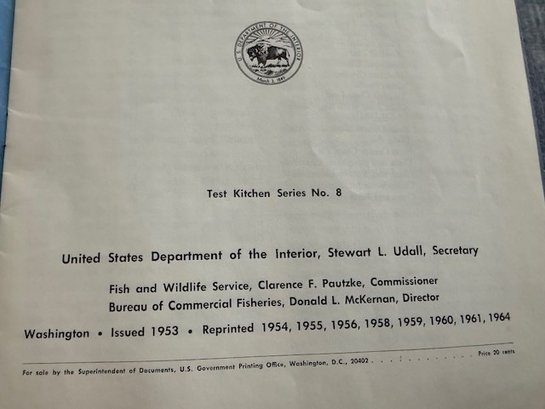 U.S. DEPARTMENT OF THE INTERIOR
March 3, 1849
Test Kitchen Series No. 8
United States Department of the Interior, Stewart L. Udall, Secretary
Fish and Wildlife Service, Clarence F. Pautzke, Commissioner
Bureau of Commercial Fisheries, Donald L. McKernan, Director
Washington • Issued 1953 • Reprinted 1954, 1955, 1956, 1958, 1959, 1960, 1961, 1964
For sale by the Superintendent of Documents, U.S. Government Printing Office, Washington, D.C., 20402 . . . . . . . . . . . . . . Price 20 cents